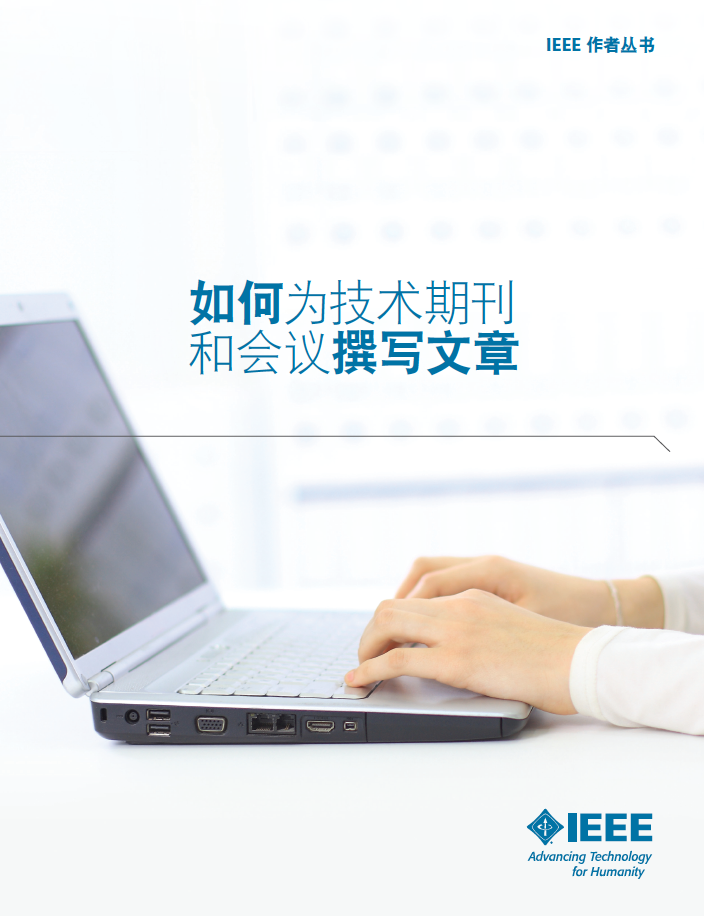 IEEE 作者丛书
如何为技术期刊
和会议撰写文章
IEEE
Advancing Technology
for Humanity